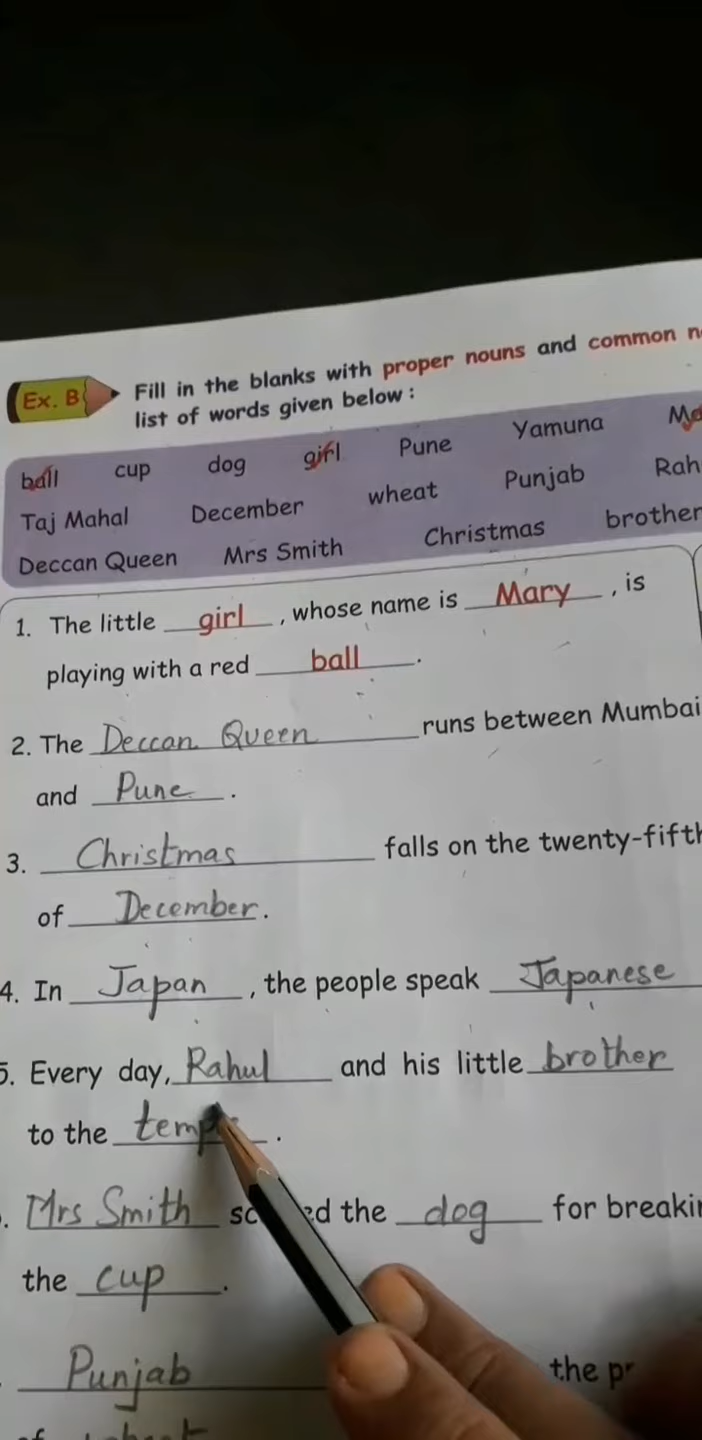 Ex. B Fill in the blanks with proper nouns and common
list of words given below :
ball cup dog girl Pune Yamuna
Taj Mahal December wheat Punjab
Deccan Queen Mrs Smith Christmas brother
1. The little girl , whose name is Mary , is
playing with a red ball .
2. The Deccan Queen runs between Mumbai
and Pune .
3. Christmas falls on the twenty-fifth
of December .
4. In Japan , the people speak Japanese
5. Every day, Rahul and his little brother
to the .
Mrs Smith the dog for
the cup .
Punjab the